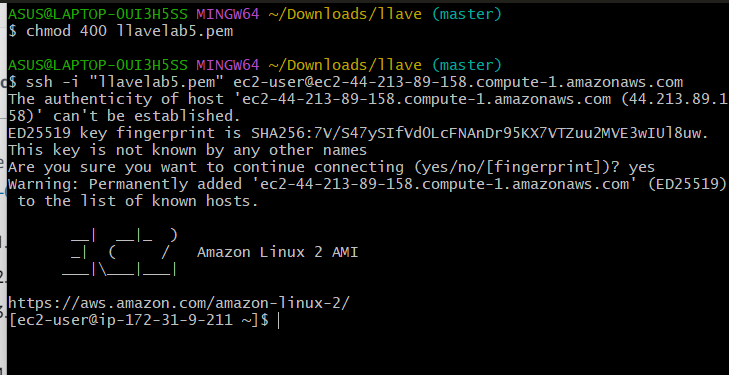 ASUS@LAPTOP-OUI3H5SS MINGW64 ~/Downloads/llave (master)
$ chmod 400 llavelab5.pem
ASUS@LAPTOP-OUI3H5SS MINGW64 ~/Downloads/llave (master)
$ ssh -i "llavelab5.pem" ec2-user@ec2-44-213-89-158.compute-1.amazonaws.com
The authenticity of host 'ec2-44-213-89-158.compute-1.amazonaws.com (44.213.89.1
58)' can't be established.
ED25519 key fingerprint is SHA256:7V/S47ySIfVdOLcFNAnDr95KX7VTZuu2MVE3wIUl8uw.
This key is not known by any other names
Are you sure you want to continue connecting (yes/no/[fingerprint])? yes
Warning: Permanently added 'ec2-44-213-89-158.compute-1.amazonaws.com' (ED25519)
 to the list of known hosts.
       __|  __|_  )
       _|  (     /   Amazon Linux 2 AMI
      ___|\___|___|
https://aws.amazon.com/amazon-linux-2/
[ec2-user@ip-172-31-9-211 ~]$